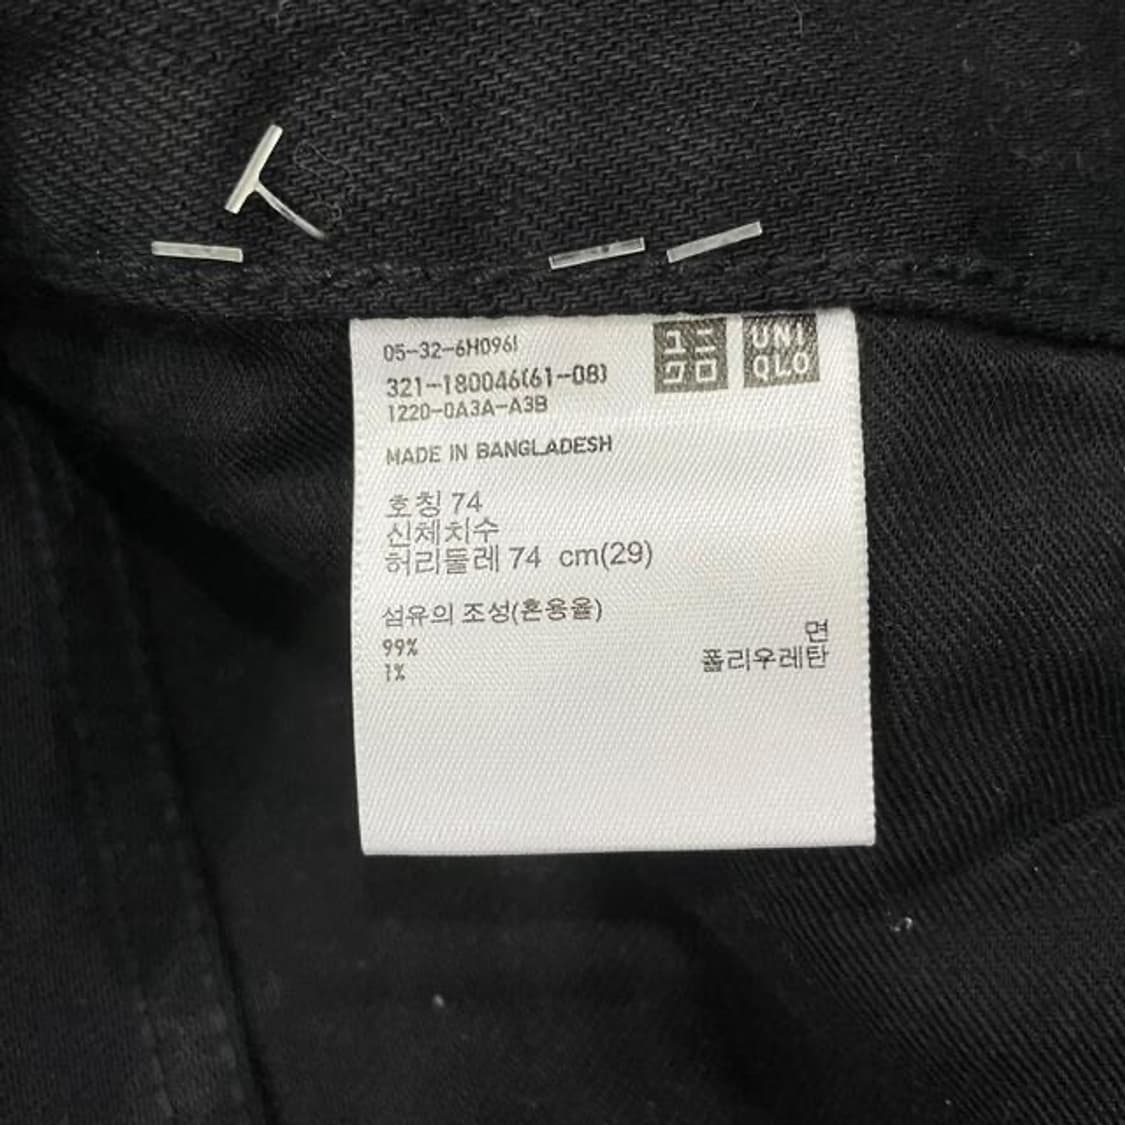 05-32-6H096I
321-180046(61-08)
1220-0A3A-A3B
ユニ
クロ
UNI
QLO
MADE IN BANGLADESH
호칭 74
신체치수
허리둘레 74 cm(29)
섬유의 조성(혼용율)
99% 면
1% 폴리우레탄